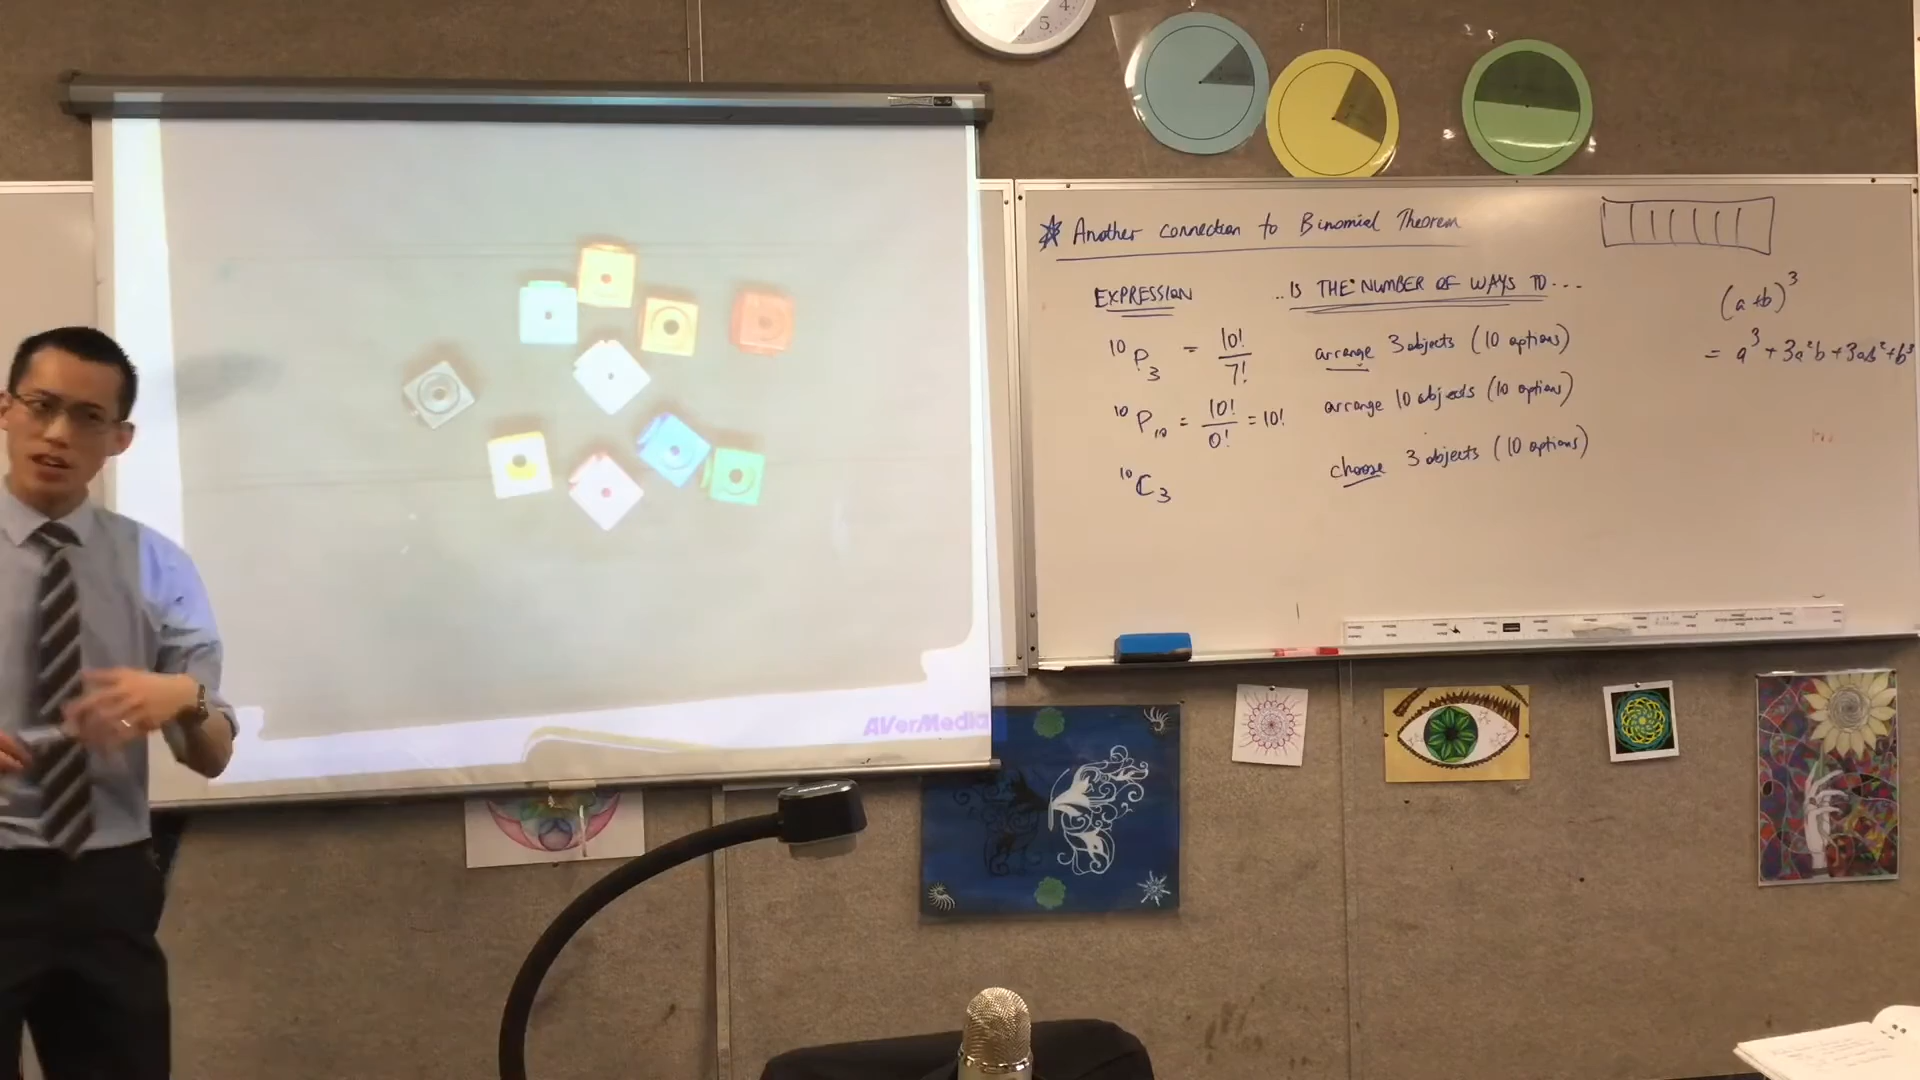 4
5
☆ Another connection to Binomial Theorem
EXPRESSION ..IS THE NUMBER OF WAYS TO...
¹⁰P₃ = 10!/7! arrange 3 objects (10 options)
¹⁰P₁₀ = 10!/0! = 10! arrange 10 objects (10 options)
¹⁰C₃ choose 3 objects (10 options)
(a+b)³
= a³ + 3a²b + 3ab² + b³
AVerMedia